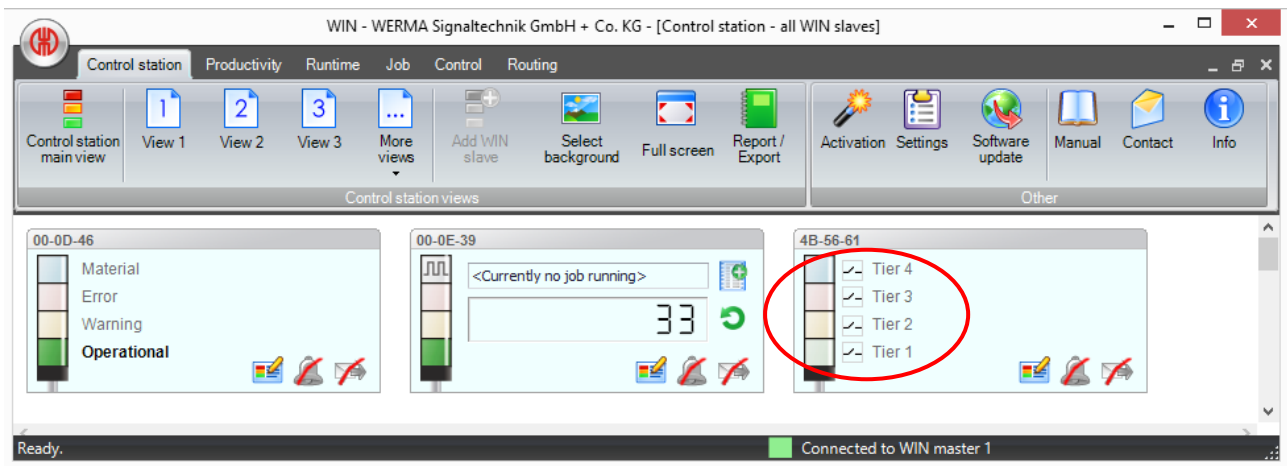 WIN - WERMA Signaltechnik GmbH + Co. KG - [Control station - all WIN slaves]
Control station Productivity Runtime Job Control Routing
Control station main view
1
View 1
2
View 2
3
View 3
...
More views
Add WIN slave
Select background
Full screen
Report / Export
Activation
Settings
Software update
Manual
Contact
Info
Control station views
Other
00-0D-46
Material
Error
Warning
Operational
00-0E-39
<Currently no job running>
33
4B-56-61
Tier 4
Tier 3
Tier 2
Tier 1
Ready.
Connected to WIN master 1